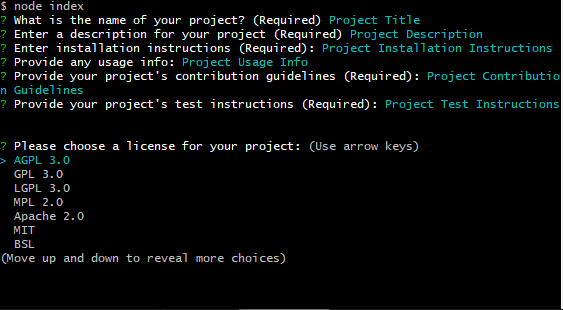 $ node index
? What is the name of your project? (Required) Project Title
? Enter a description for your project (Required) Project Description
? Enter installation instructions (Required): Project Installation Instructions
? Provide any usage info: Project Usage Info
? Provide your project's contribution guidelines (Required): Project Contributio
n Guidelines
? Provide your project's test instructions (Required): Project Test Instructions
? Please choose a license for your project: (Use arrow keys)
> AGPL 3.0
GPL 3.0
LGPL 3.0
MPL 2.0
Apache 2.0
MIT
BSL
(Move up and down to reveal more choices)